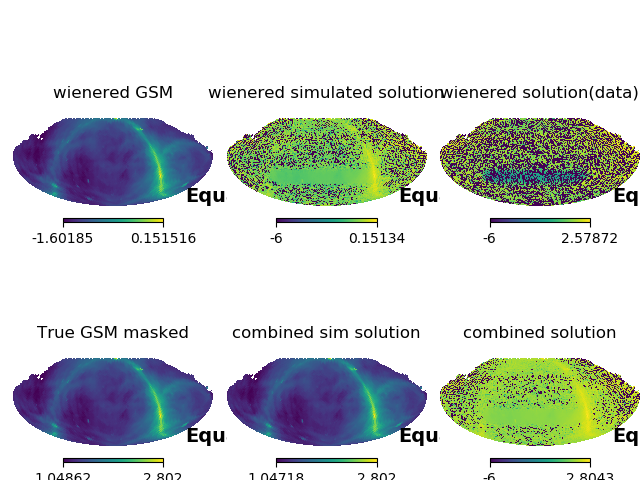 wienered GSM
wienered simulated solution
wienered solution(data)
Equ
Equ
Eq
-1.60185 0.151516
-6 0.15134
-6 2.57872
True GSM masked
combined sim solution
combined solution
Equ
Equ
Eq
1.04862 2.802
1.04718 2.802
-6 2.8043